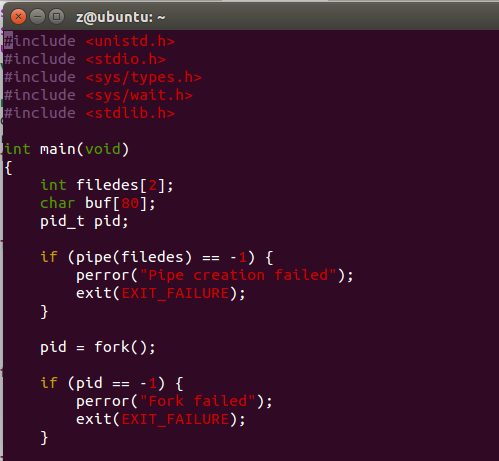 z@ubuntu: ~
#include <unistd.h>
#include <stdio.h>
#include <sys/types.h>
#include <sys/wait.h>
#include <stdlib.h>
int main(void)
{
    int filedes[2];
    char buf[80];
    pid_t pid;
    if (pipe(filedes) == -1) {
        perror("Pipe creation failed");
        exit(EXIT_FAILURE);
    }
    pid = fork();
    if (pid == -1) {
        perror("Fork failed");
        exit(EXIT_FAILURE);
    }